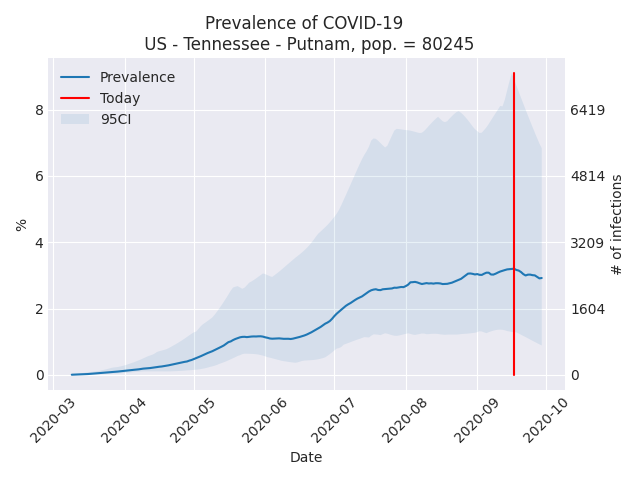 Prevalence of COVID-19
US - Tennessee - Putnam, pop. = 80245
Prevalence
Today
95CI
8
6
4
2
0
%
6419
4814
3209
1604
0
# of infections
2020-03
2020-04
2020-05
2020-06
2020-07
2020-08
2020-09
2020-10
Date